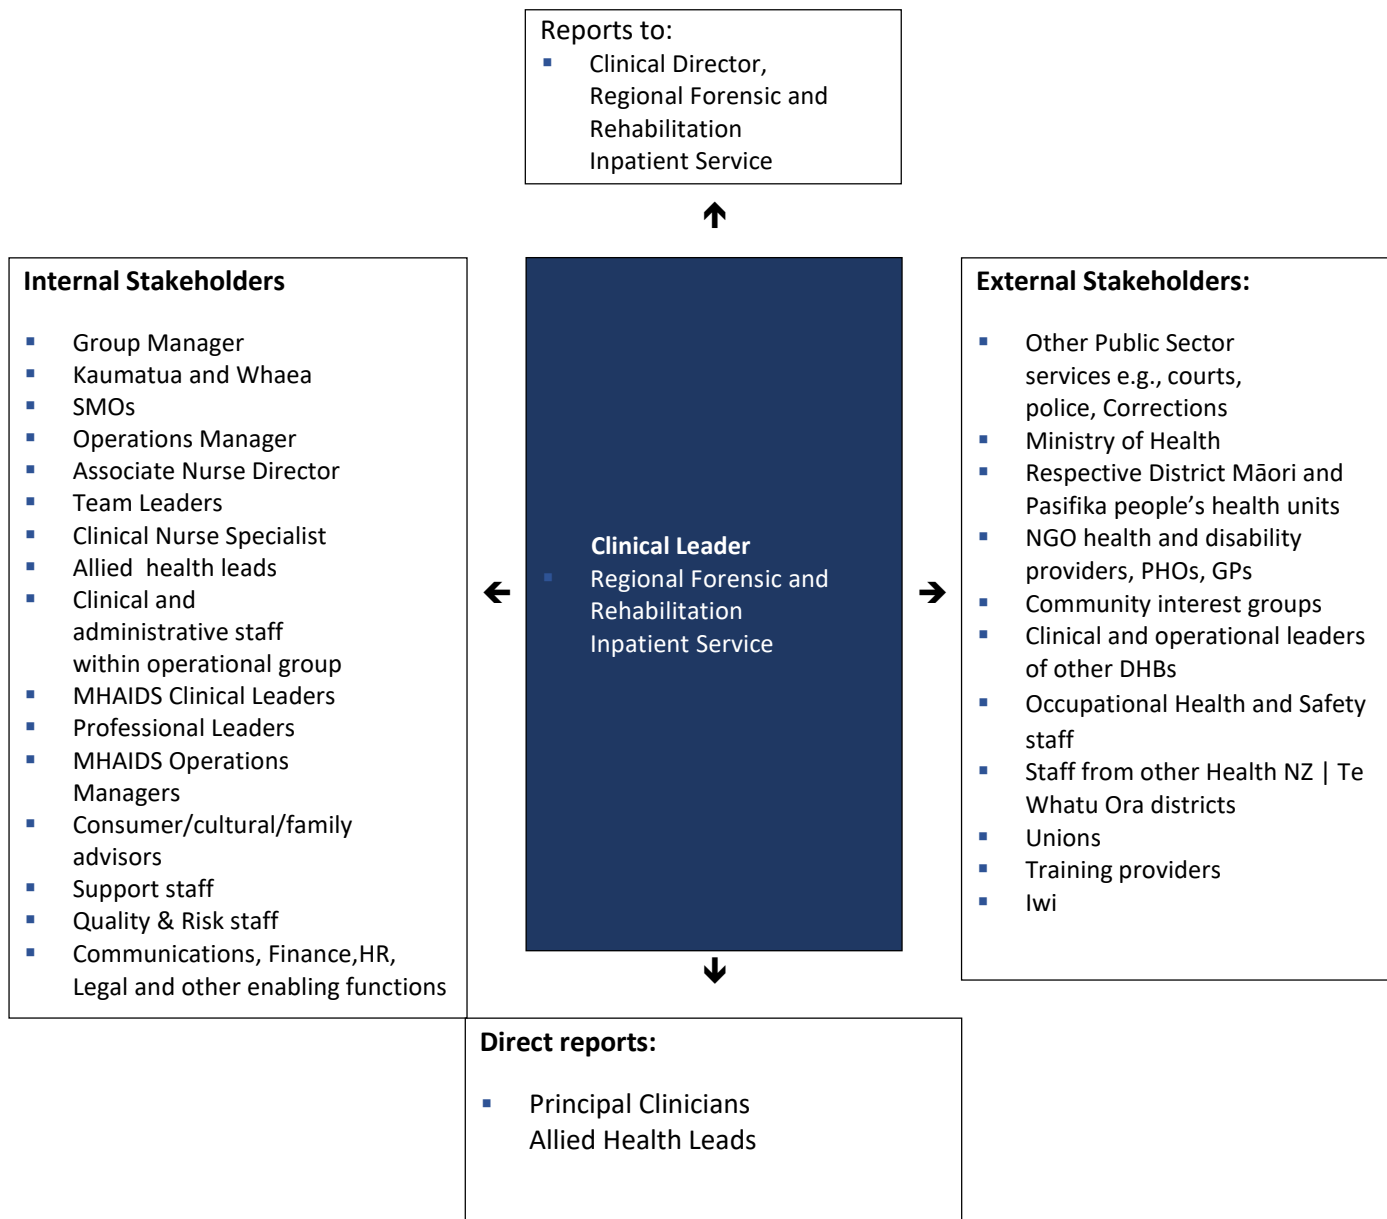 Reports to:
▪ Clinical Director,
Regional Forensic and
Rehabilitation
Inpatient Service
Internal Stakeholders
▪ Group Manager
▪ Kaumatua and Whaea
▪ SMOs
▪ Operations Manager
▪ Associate Nurse Director
▪ Team Leaders
▪ Clinical Nurse Specialist
▪ Allied  health leads
▪ Clinical and
administrative staff
within operational group
▪ MHAIDS Clinical Leaders
▪ Professional Leaders
▪ MHAIDS Operations
Managers
▪ Consumer/cultural/family
advisors
▪ Support staff
▪ Quality & Risk staff
▪ Communications, Finance,HR,
Legal and other enabling functions
Clinical Leader
▪ Regional Forensic and
Rehabilitation
Inpatient Service
External Stakeholders:
▪ Other Public Sector
services e.g., courts,
police, Corrections
▪ Ministry of Health
▪ Respective District Māori and
Pasifika people’s health units
▪ NGO health and disability
providers, PHOs, GPs
▪ Community interest groups
▪ Clinical and operational leaders
of other DHBs
▪ Occupational Health and Safety
staff
▪ Staff from other Health NZ | Te
Whatu Ora districts
▪ Unions
▪ Training providers
▪ Iwi
Direct reports:
▪ Principal Clinicians
Allied Health Leads